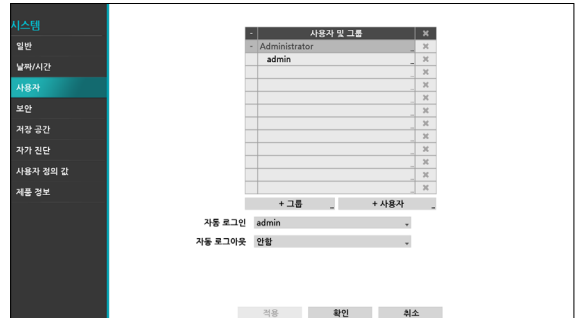 시스템
일반
날짜/시간
사용자
보안
저장 공간
자가 진단
사용자 정의 값
제품 정보
- 사용자 및 그룹
- Administrator
admin
+ 그룹
+ 사용자
자동 로그인 admin
자동 로그아웃 안함
적용 확인 취소